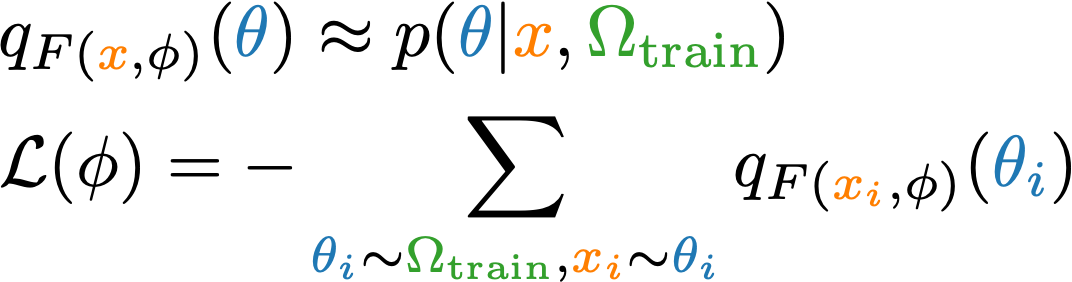 q_{F(x,ϕ)}(θ) ≈ p(θ|x, Ω_train)
ℒ(ϕ) = − ∑_{θ_i∼Ω_train, x_i∼θ_i} q_{F(x_i,ϕ)}(θ_i)